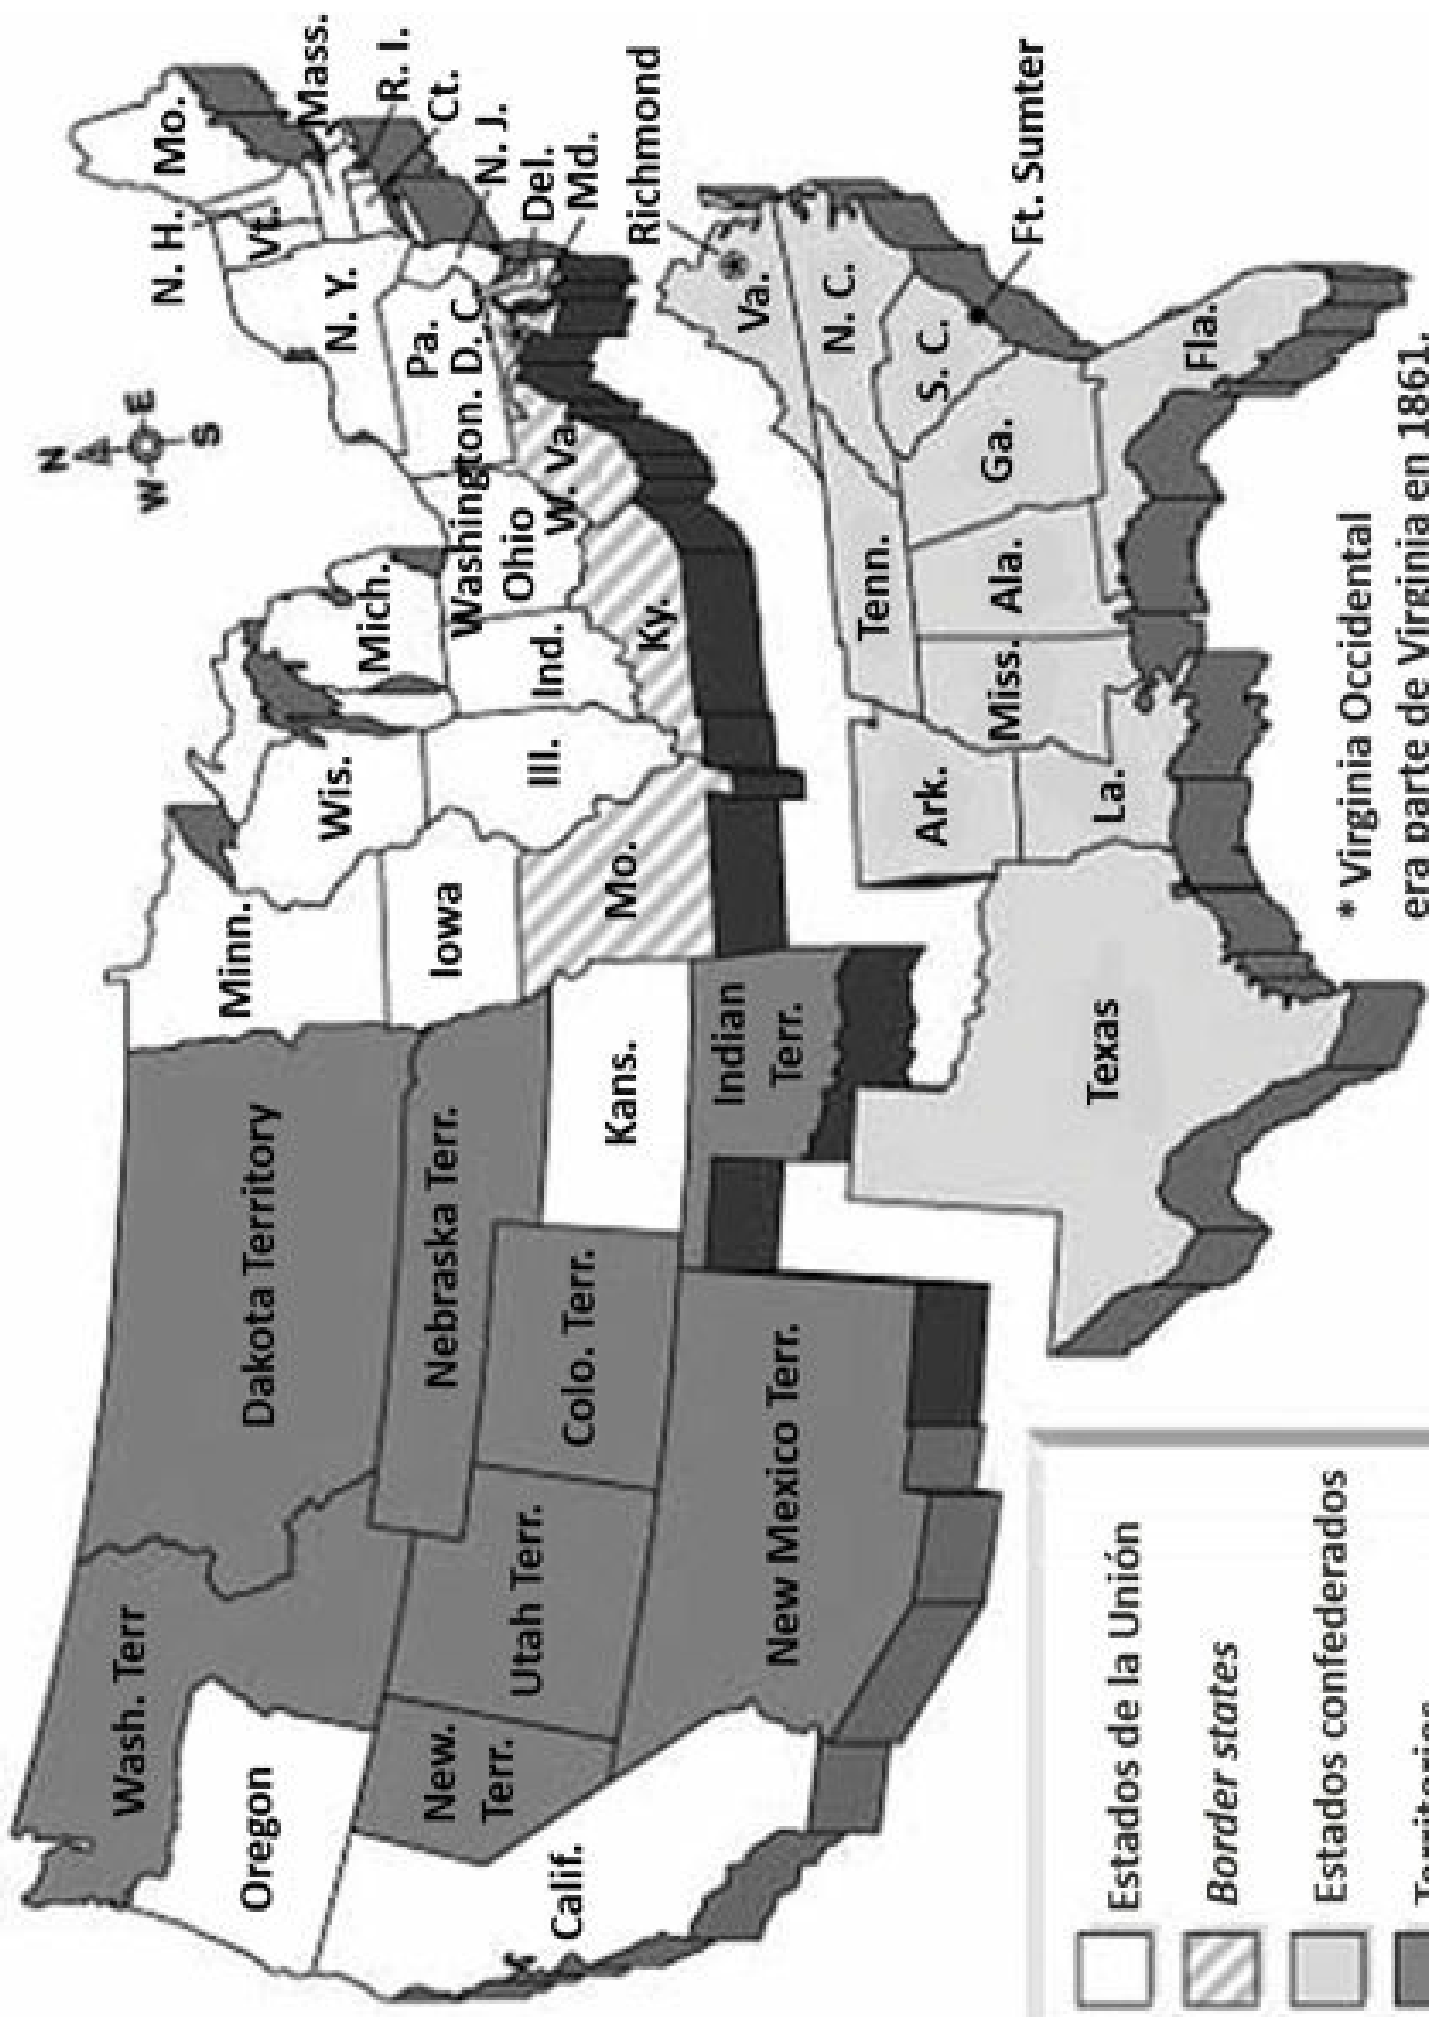 N
W
E
S
Wash. Terr
Oregon
Calif.
New.
Terr.
Utah Terr.
Dakota Territory
Nebraska Terr.
Colo. Terr.
New Mexico Terr.
Kans.
Indian
Terr.
Minn.
Iowa
Mo.
Wis.
Ill.
Mich.
Ind.
Ohio
Ky.
W. Va.
Washington. D. C.
Pa.
N. Y.
N. H.
Vt.
Mo.
Mass.
R. I.
Ct.
N. J.
Del.
Md.
Richmond
Va.
N. C.
S. C.
Ft. Sumter
Tenn.
Ark.
Miss.
Ala.
Ga.
Fla.
La.
Texas
Estados de la Unión
Border states
Estados confederados
Territorios
* Virginia Occidental
era parte de Virginia en 1861.